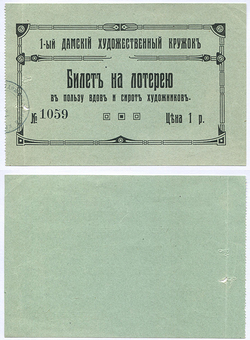 1-ый ДАМСКІЙ ХУДОЖЕСТВЕННЫЙ КРУЖОКЪ
Билетъ на лотерею
въ пользу вдовъ и сиротъ художниковъ.
№ 1059
Цѣна 1 р.